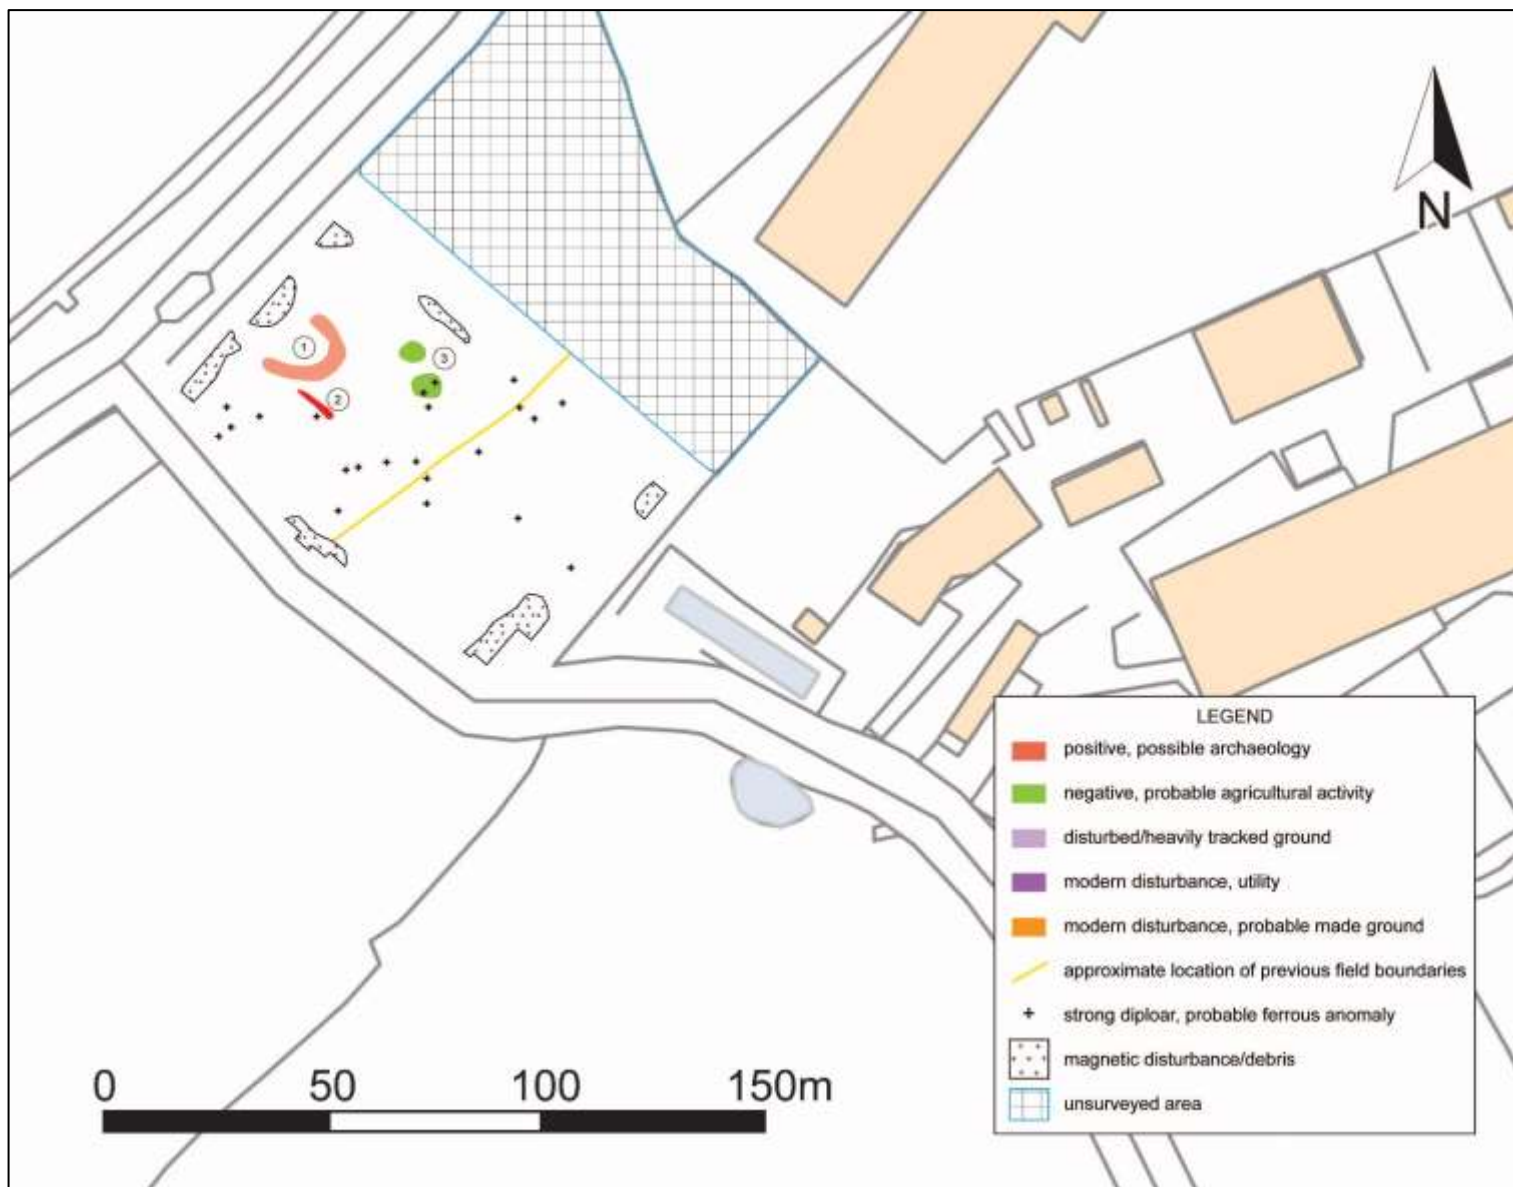 N
1
3
2
LEGEND
positive, possible archaeology
negative, probable agricultural activity
disturbed/heavily tracked ground
modern disturbance, utility
modern disturbance, probable made ground
approximate location of previous field boundaries
strong diploar, probable ferrous anomaly
magnetic disturbance/debris
unsurveyed area
0 50 100 150m